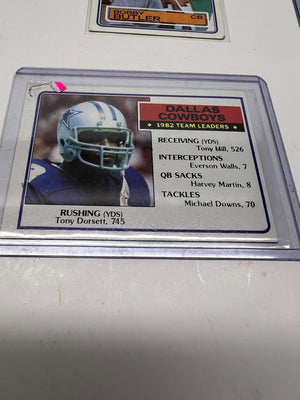 BOBBY
BUTLER CB
DALLAS
COWBOYS
1982 TEAM LEADERS
RECEIVING (YDS)
Tony Hill, 526
INTERCEPTIONS
Everson Walls, 7
QB SACKS
Harvey Martin, 8
TACKLES
Michael Downs, 70
RUSHING (YDS)
Tony Dorsett, 745